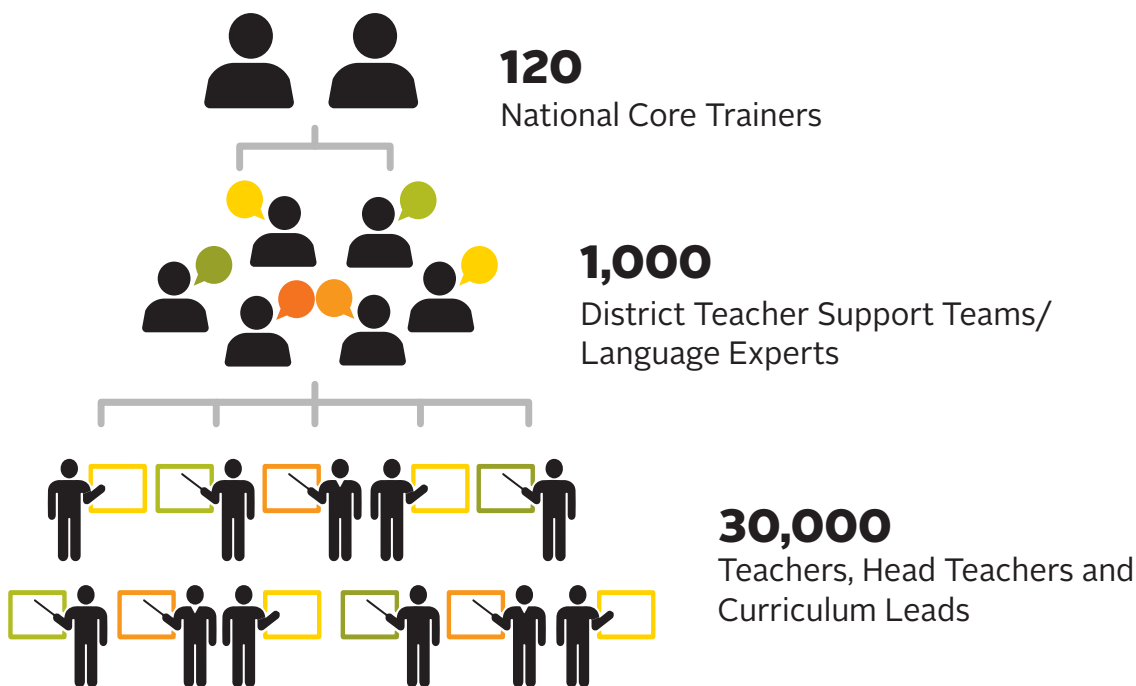 120
National Core Trainers
1,000
District Teacher Support Teams/
Language Experts
30,000
Teachers, Head Teachers and
Curriculum Leads